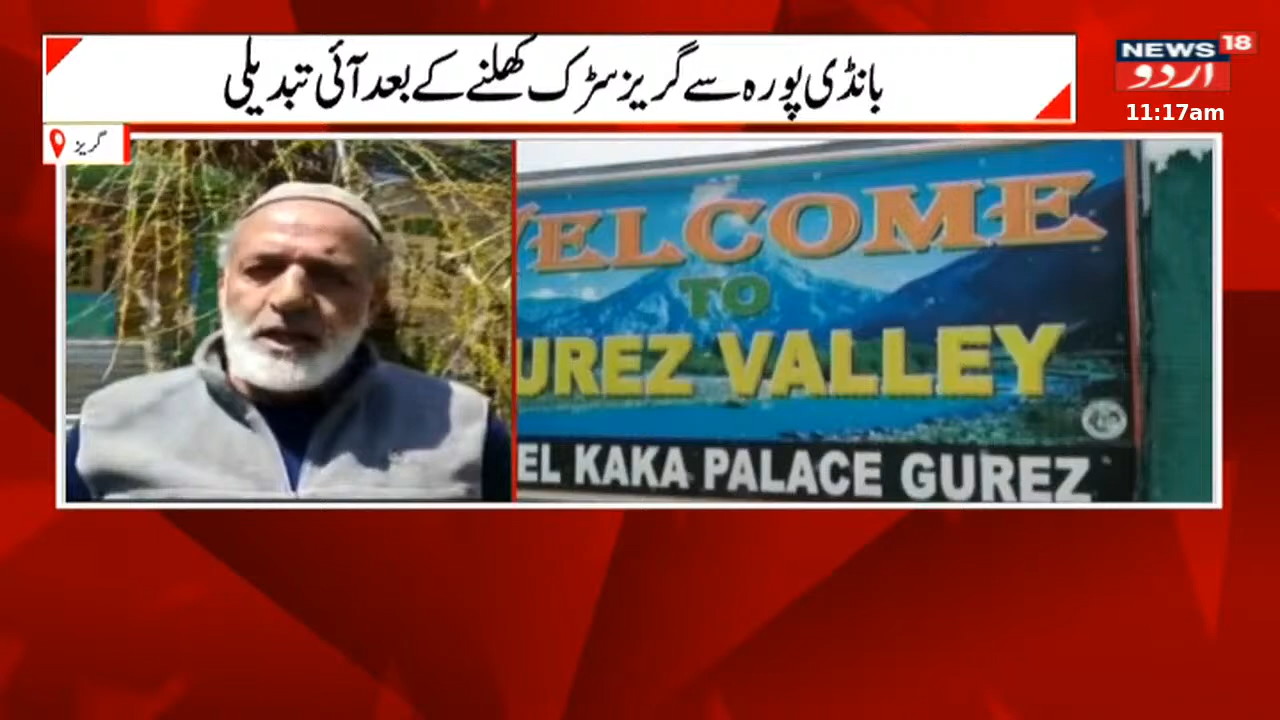 بانڈی پورہ سے گریز سڑک کھلنے کے بعد آئی تبدیلی
NEWS 18
اردو
11:17am
گریز
WELCOME
TO
UREZ VALLEY
EL KAKA PALACE GUREZ